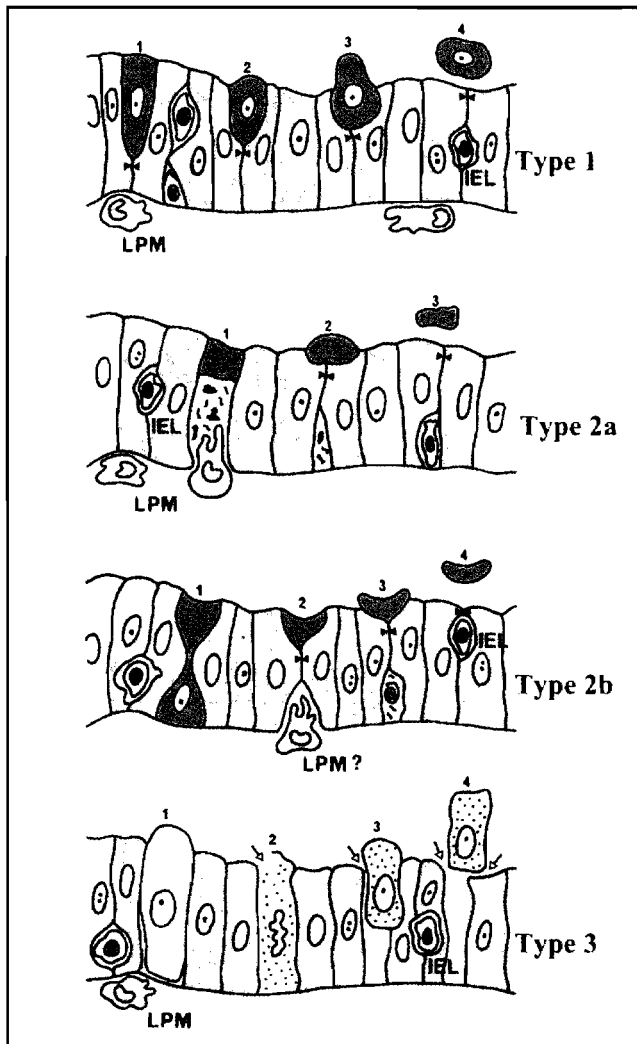 1 2 3 4
IEL
Type 1
LPM
1 2 3
IEL
Type 2a
LPM
1 2 3 4
IEL
Type 2b
LPM ?
1 2 3 4
IEL
Type 3
LPM